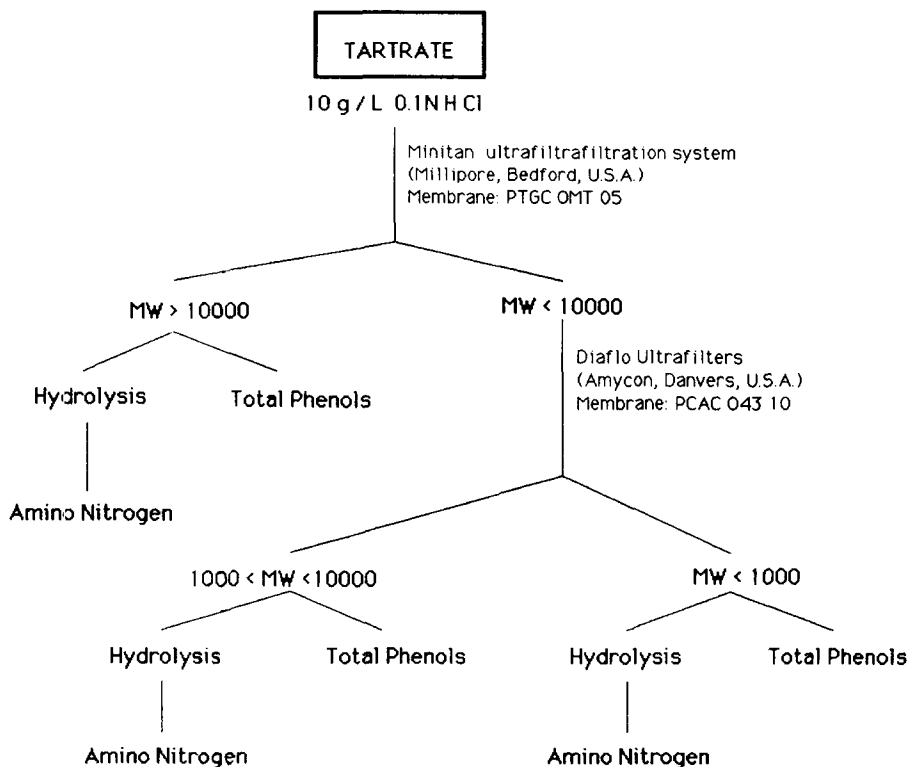 TARTRATE
10 g / L 0.1N H Cl
Minitan ultrafiltrafiltration system
(Millipore, Bedford, U.S.A.)
Membrane: PTGC OMT 05
MW > 10000
MW < 10000
Diaflo Ultrafilters
(Amycon, Danvers, U.S.A.)
Membrane: PCAC 043 10
Hydrolysis
Total Phenols
Amino Nitrogen
1000 < MW <10000
MW < 1000
Hydrolysis
Total Phenols
Hydrolysis
Total Phenols
Amino Nitrogen
Amino Nitrogen